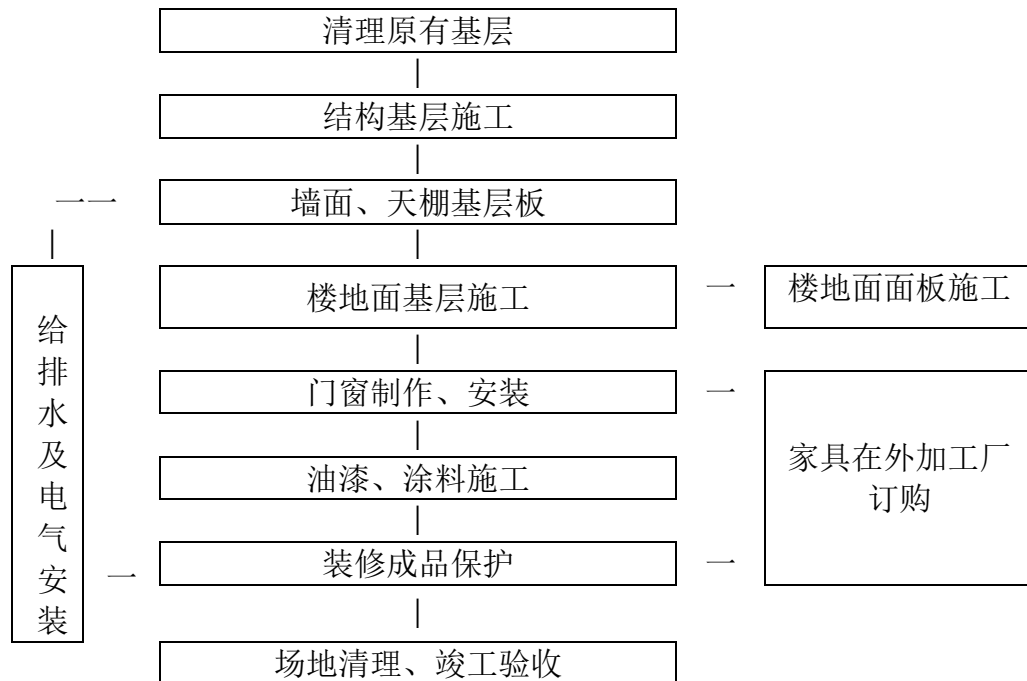 清理原有基层
结构基层施工
墙面、天棚基层板
楼地面基层施工
楼地面面板施工
给排水及电气安装
门窗制作、安装
家具在外加工厂
订购
油漆、涂料施工
装修成品保护
场地清理、竣工验收